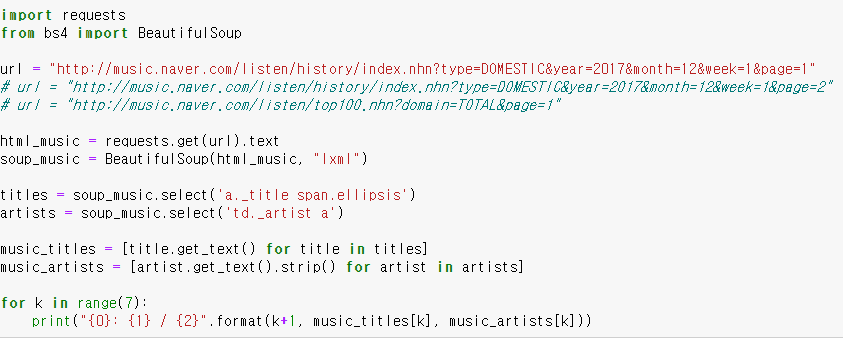 import requests
from bs4 import BeautifulSoup

url = "http://music.naver.com/listen/history/index.nhn?type=DOMESTIC&year=2017&month=12&week=1&page=1"
# url = "http://music.naver.com/listen/history/index.nhn?type=DOMESTIC&year=2017&month=12&week=1&page=2"
# url = "http://music.naver.com/listen/top100.nhn?domain=TOTAL&page=1"

html_music = requests.get(url).text
soup_music = BeautifulSoup(html_music, "lxml")

titles = soup_music.select('a._title span.ellipsis')
artists = soup_music.select('td._artist a')

music_titles = [title.get_text() for title in titles]
music_artists = [artist.get_text().strip() for artist in artists]

for k in range(7):
    print("{0}: {1} / {2}".format(k+1, music_titles[k], music_artists[k]))